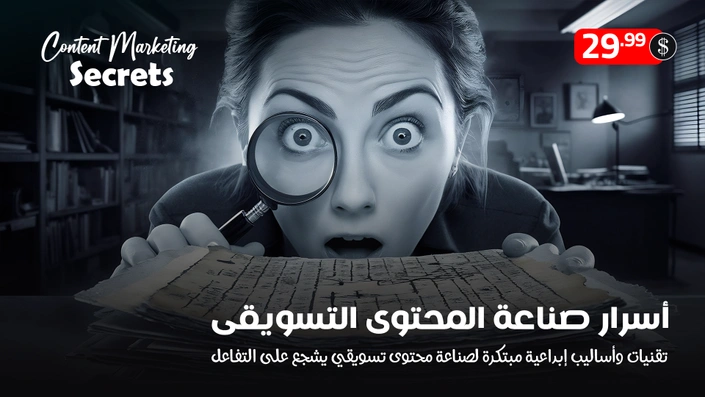 Content Marketing
Secrets
29.99 $
أسرار صناعة المحتوى التسويقى
تقنيات وأساليب إبداعية مبتكرة لصناعة محتوى تسويقي يشجع على التفاعل